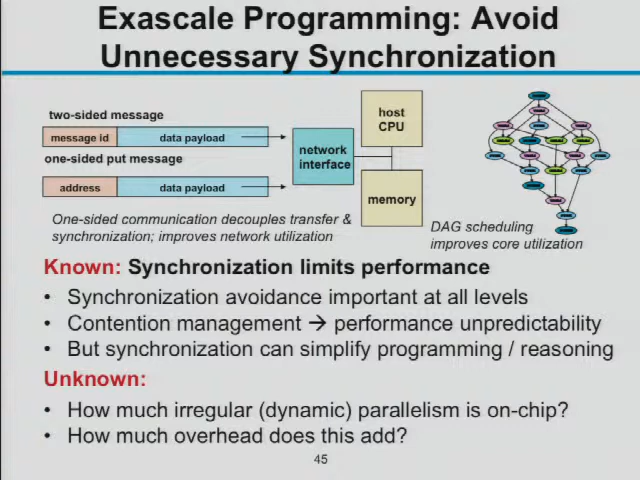 Exascale Programming: Avoid
Unnecessary Synchronization
two-sided message
message id
data payload
one-sided put message
address
data payload
network
interface
host
CPU
memory
One-sided communication decouples transfer &
synchronization; improves network utilization
DAG scheduling
improves core utilization
Known: Synchronization limits performance
• Synchronization avoidance important at all levels
• Contention management → performance unpredictability
• But synchronization can simplify programming / reasoning
Unknown:
• How much irregular (dynamic) parallelism is on-chip?
• How much overhead does this add?
45